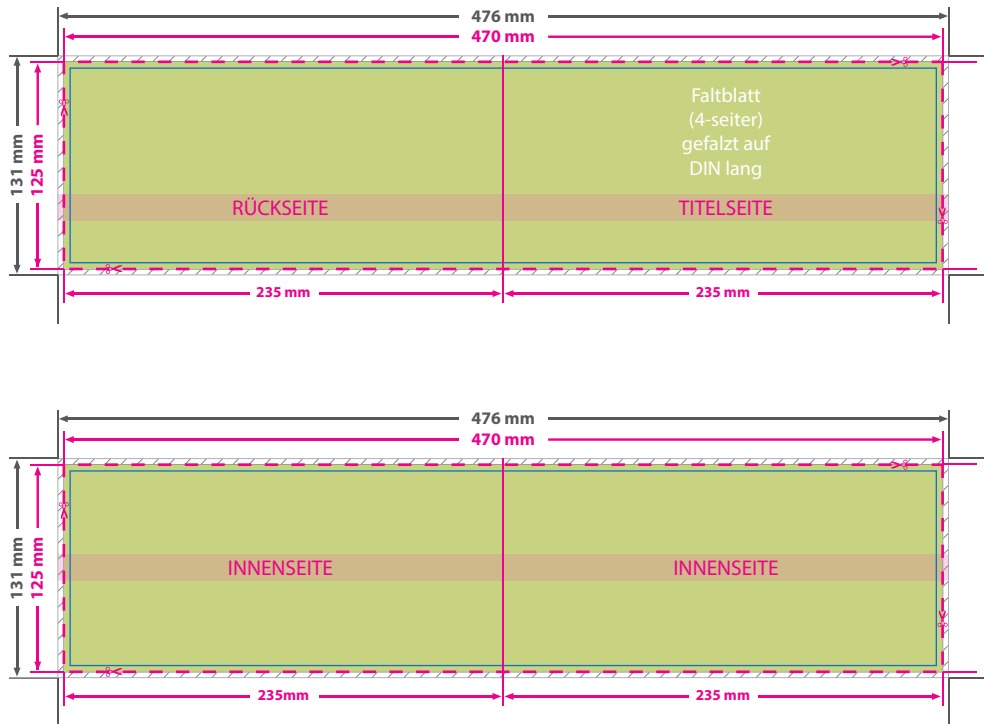 476 mm
470 mm
131 mm
125 mm
Faltblatt
(4-seiter)
gefalzt auf
DIN lang
RÜCKSEITE
TITELSEITE
235 mm
235 mm
476 mm
470 mm
131 mm
125 mm
INNENSEITE
INNENSEITE
235mm
235 mm